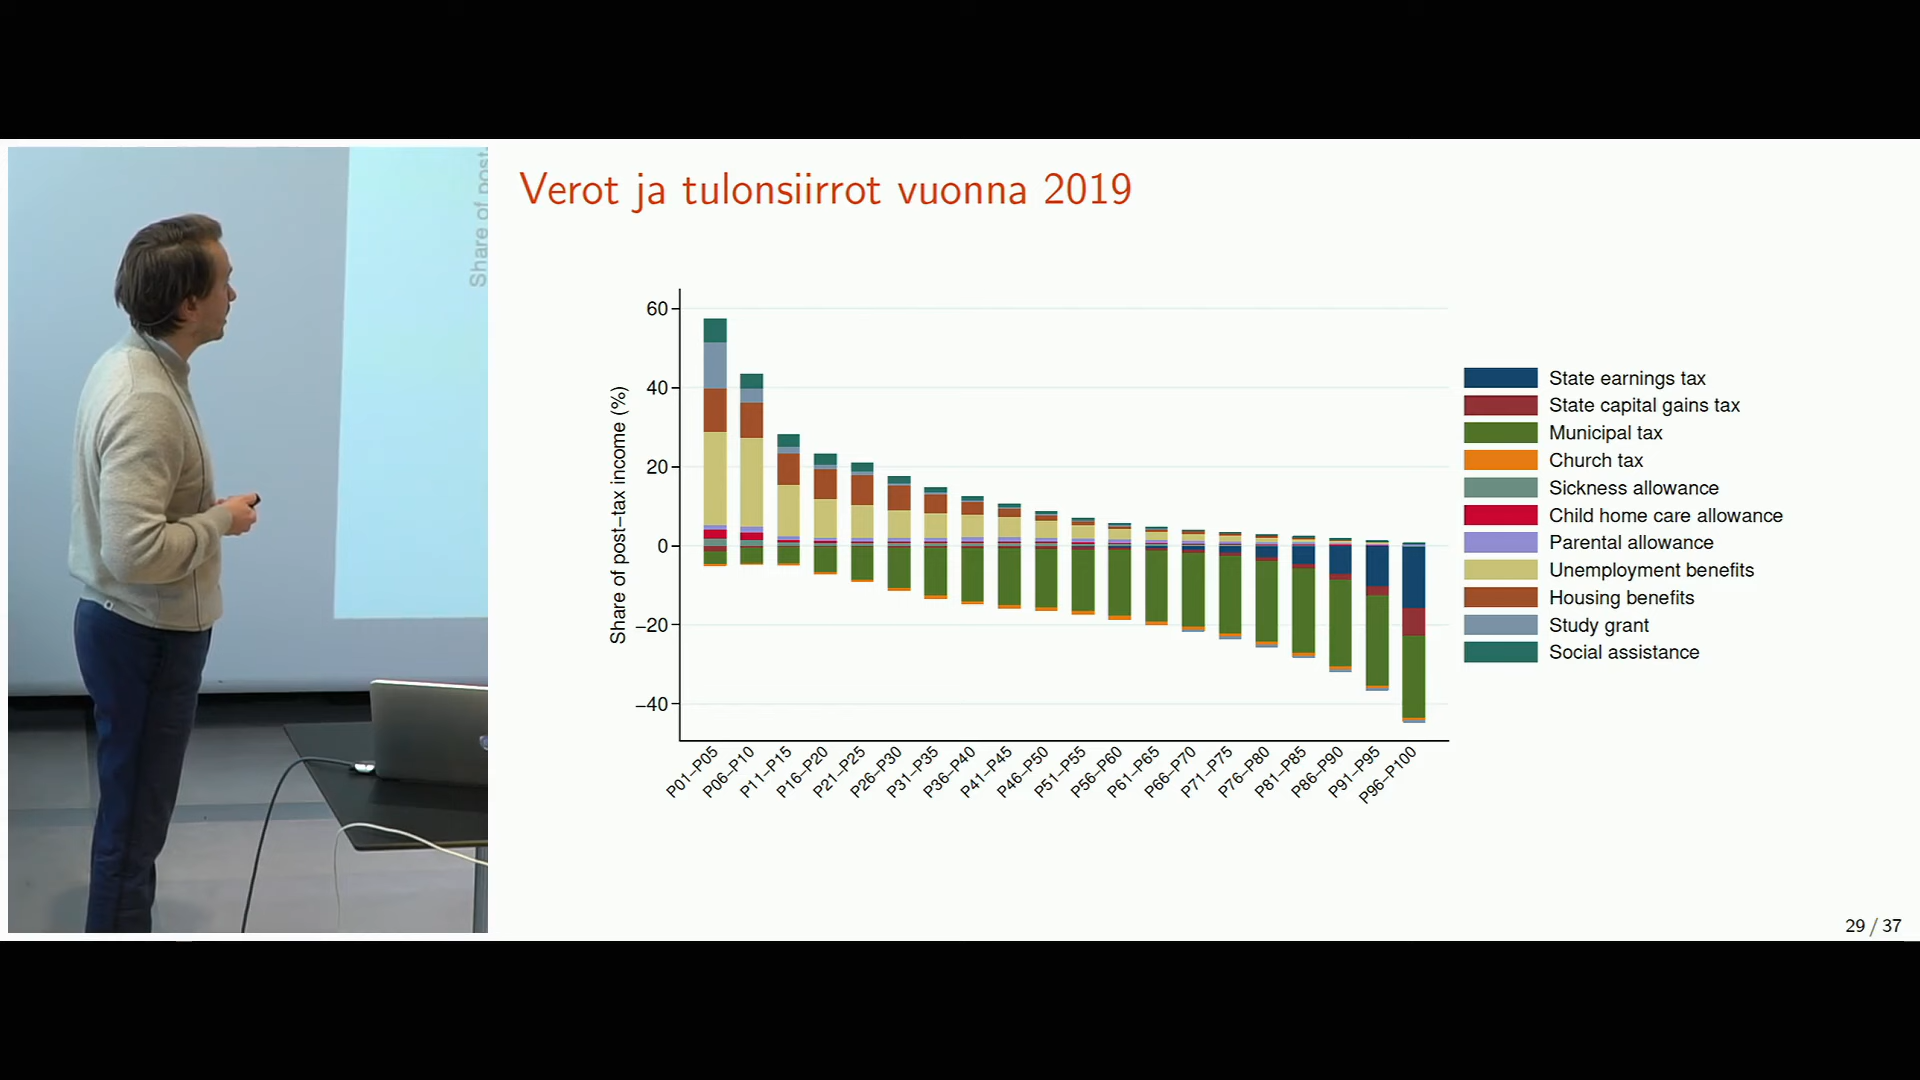 Share of post-
Verot ja tulonsiirrot vuonna 2019
Share of post-tax income (%)
60
40
20
0
−20
−40
P01−P05
P06−P10
P11−P15
P16−P20
P21−P25
P26−P30
P31−P35
P36−P40
P41−P45
P46−P50
P51−P55
P56−P60
P61−P65
P66−P70
P71−P75
P76−P80
P81−P85
P86−P90
P91−P95
P96−P100
State earnings tax
State capital gains tax
Municipal tax
Church tax
Sickness allowance
Child home care allowance
Parental allowance
Unemployment benefits
Housing benefits
Study grant
Social assistance
29 / 37